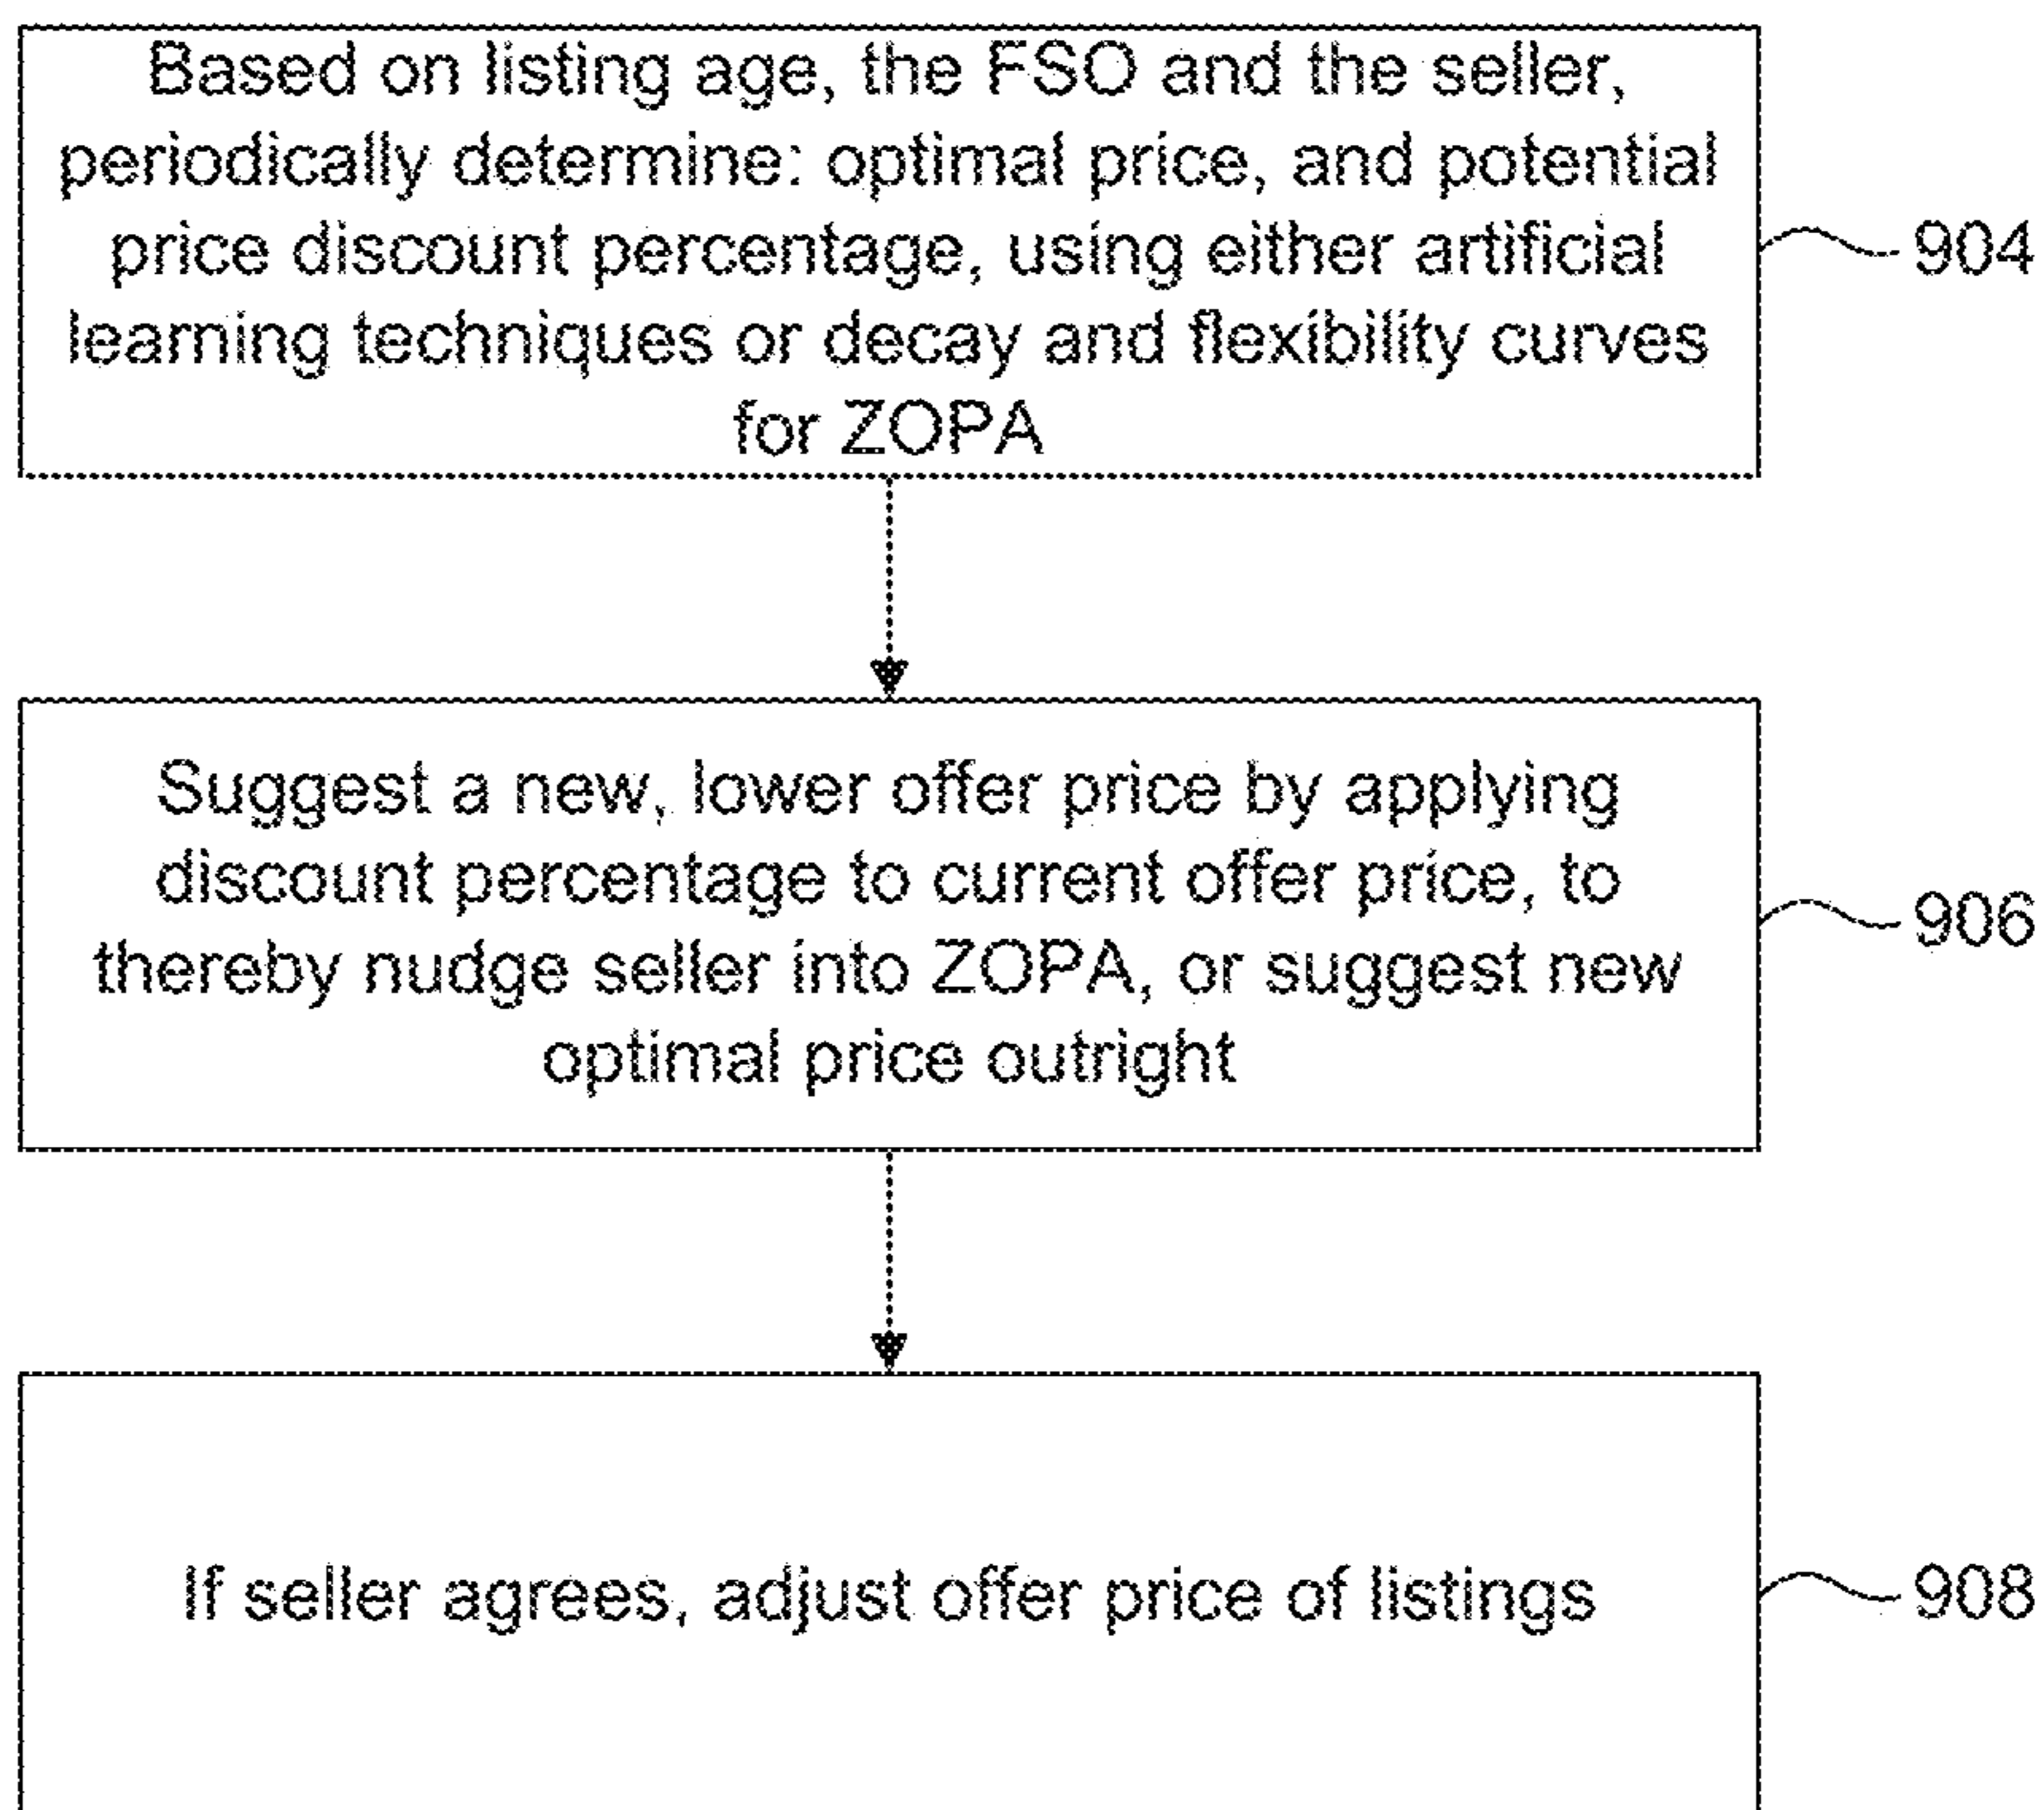 Based on listing age, the FSO and the seller,
periodically determine: optimal price, and potential
price discount percentage, using either artificial
learning techniques or decay and flexibility curves
for ZOPA
904
Suggest a new, lower offer price by applying
discount percentage to current offer price, to
thereby nudge seller into ZOPA, or suggest new
optimal price outright
906
If seller agrees, adjust offer price of listings
908